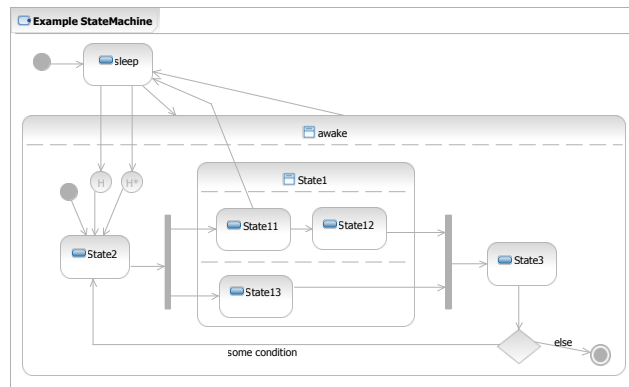 Example StateMachine
sleep
awake
H
H*
State1
State11
State12
State2
State3
State13
else
some condition